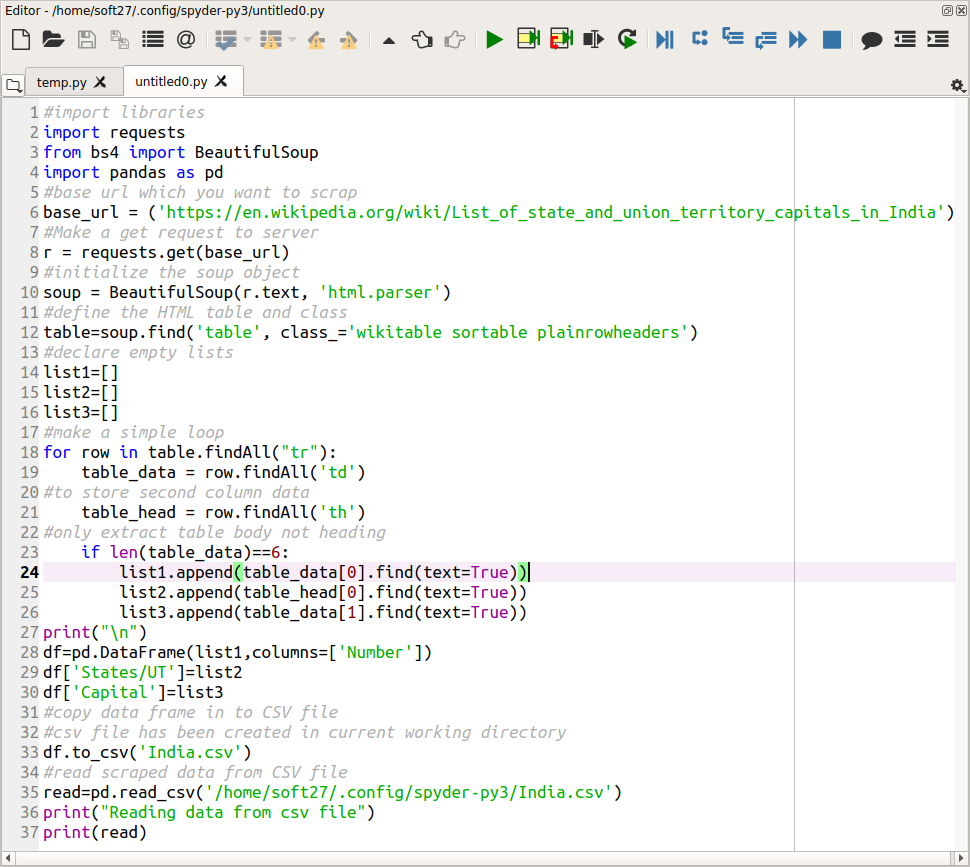 Editor - /home/soft27/.config/spyder-py3/untitled0.py
temp.py
untitled0.py
1 #import libraries
2 import requests
3 from bs4 import BeautifulSoup
4 import pandas as pd
5 #base url which you want to scrap
6 base_url = ('https://en.wikipedia.org/wiki/List_of_state_and_union_territory_capitals_in_India')
7 #Make a get request to server
8 r = requests.get(base_url)
9 #initialize the soup object
10 soup = BeautifulSoup(r.text, 'html.parser')
11 #define the HTML table and class
12 table=soup.find('table', class_='wikitable sortable plainrowheaders')
13 #declare empty lists
14 list1=[]
15 list2=[]
16 list3=[]
17 #make a simple loop
18 for row in table.findAll("tr"):
19     table_data = row.findAll('td')
20 #to store second column data
21     table_head = row.findAll('th')
22 #only extract table body not heading
23     if len(table_data)==6:
24         list1.append(table_data[0].find(text=True))
25         list2.append(table_head[0].find(text=True))
26         list3.append(table_data[1].find(text=True))
27 print("\n")
28 df=pd.DataFrame(list1,columns=['Number'])
29 df['States/UT']=list2
30 df['Capital']=list3
31 #copy data frame in to CSV file
32 #csv file has been created in current working directory
33 df.to_csv('India.csv')
34 #read scraped data from CSV file
35 read=pd.read_csv('/home/soft27/.config/spyder-py3/India.csv')
36 print("Reading data from csv file")
37 print(read)